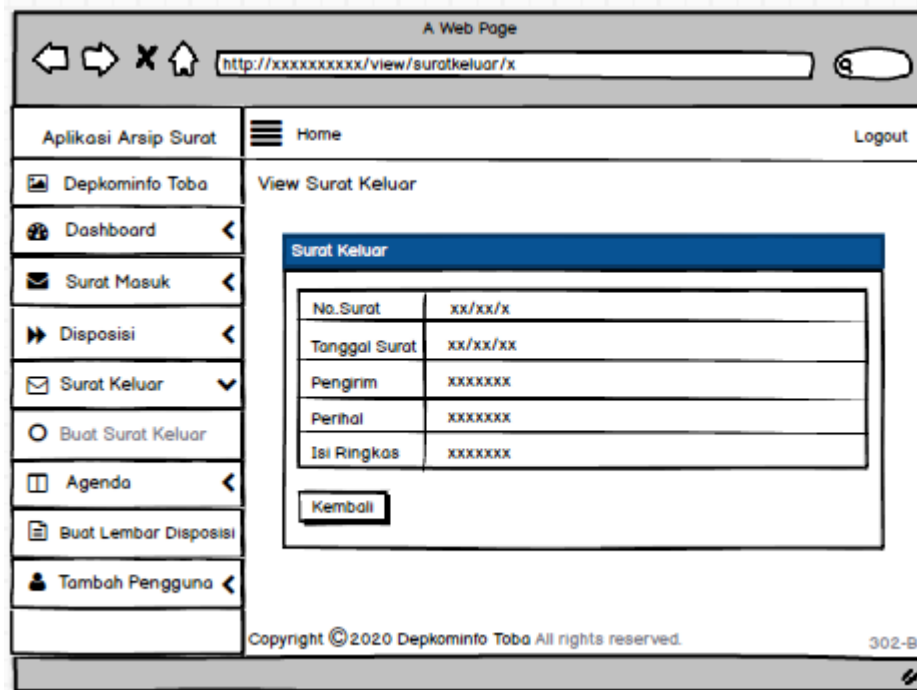 A Web Page
http://xxxxxxxxxx/view/suratkeluar/x
Aplikasi Arsip Surat
Home
Logout
Depkominfo Toba
Dashboard
Surat Masuk
Disposisi
Surat Keluar
Buat Surat Keluar
Agenda
Buat Lembar Disposisi
Tambah Pengguna
View Surat Keluar
Surat Keluar
No.Surat xx/xx/x
Tanggal Surat xx/xx/xx
Pengirim xxxxxxx
Perihal xxxxxxx
Isi Ringkas xxxxxxx
Kembali
Copyright ©2020 Depkominfo Toba All rights reserved.
302-B